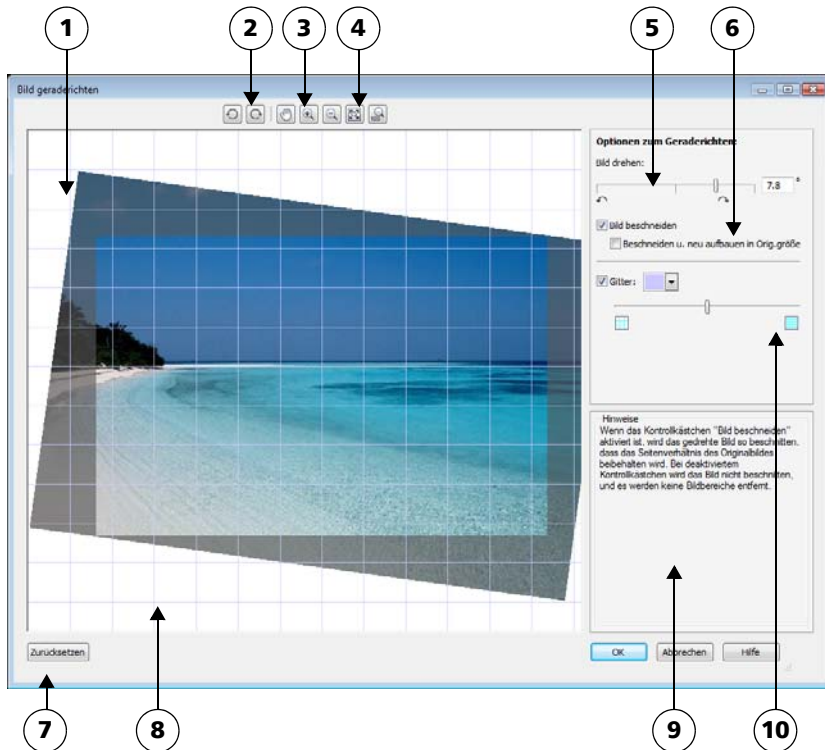 1 2 3 4 5 6
Bild geraderichten
Optionen zum Geraderichten:
Bild drehen:
7.8 °
Bild beschneiden
Beschneiden u. neu aufbauen in Orig.größe
Gitter:
Hinweise
Wenn das Kontrollkästchen "Bild beschneiden"
aktiviert ist, wird das gedrehte Bild so beschnitten,
dass das Seitenverhältnis des Originalbildes
beibehalten wird. Bei deaktiviertem
Kontrollkästchen wird das Bild nicht beschnitten,
und es werden keine Bildbereiche entfernt.
Zurücksetzen
OK Abbrechen Hilfe
7 8 9 10